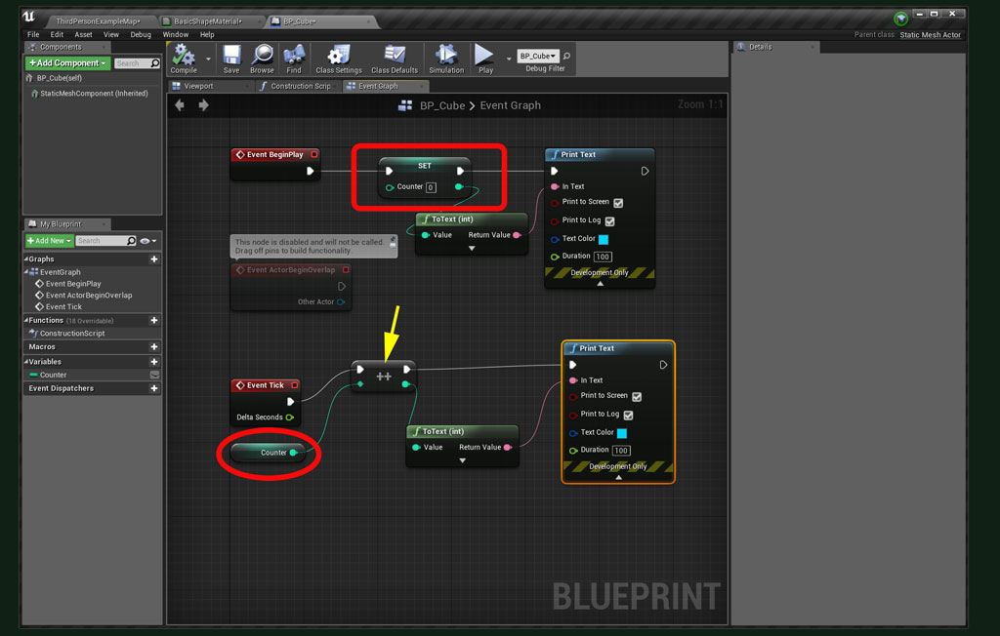 ThirdPersonExampleMap*
BasicShapeMaterial*
BP_Cube*
File Edit Asset View Debug Window Help
Parent class: Static Mesh Actor
Components
+Add Component
Search
BP_Cube(self)
StaticMeshComponent (Inherited)
Compile
Save
Browse
Find
Class Settings
Class Defaults
Simulation
Play
BP_Cube
Debug Filter
Details
Viewport
Construction Scrip
Event Graph
BP_Cube > Event Graph
Zoom 1:1
Event BeginPlay
SET
Counter 0
Print Text
In Text
Print to Screen
Print to Log
Text Color
Duration 100
Development Only
ToText (int)
Value Return Value
This node is disabled and will not be called.
Drag off pins to build functionality.
Event ActorBeginOverlap
Other Actor
My Blueprint
+Add New
Search
Graphs
EventGraph
Event BeginPlay
Event ActorBeginOverlap
Event Tick
Functions (18 Overridable)
ConstructionScript
Macros
Variables
Counter
Event Dispatchers
Event Tick
Delta Seconds
Counter
++
ToText (int)
Value Return Value
Print Text
In Text
Print to Screen
Print to Log
Text Color
Duration 100
Development Only
BLUEPRINT